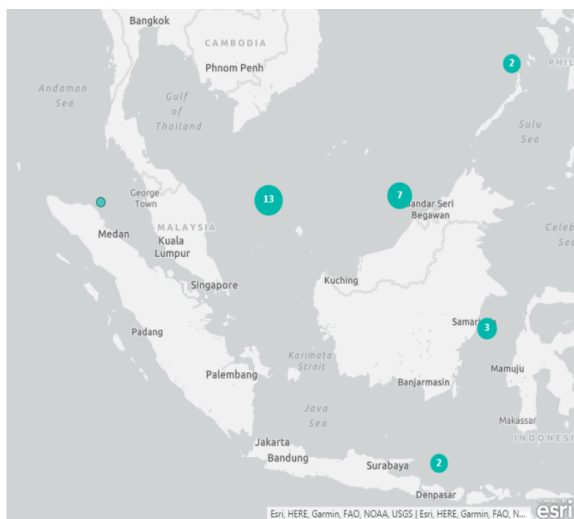 Bangkok
CAMBODIA
Phnom Penh
2
PHIL
Andaman
Sea
Gulf
of
Thailand
Sulu
Sea
George
Town
13
7
Bandar Seri
Begawan
Medan
MALAYSIA
Kuala
Lumpur
Celeb
Sea
Singapore
Kuching
Padang
Samarinda
3
Karimata
Strait
Palembang
Mamuju
Banjarmasin
Java
Sea
Makassar
INDONESI
Jakarta
Bandung
Surabaya
2
Denpasar
Esri, HERE, Garmin, FAO, NOAA, USGS | Esri, HERE, Garmin, FAO, N...
esri